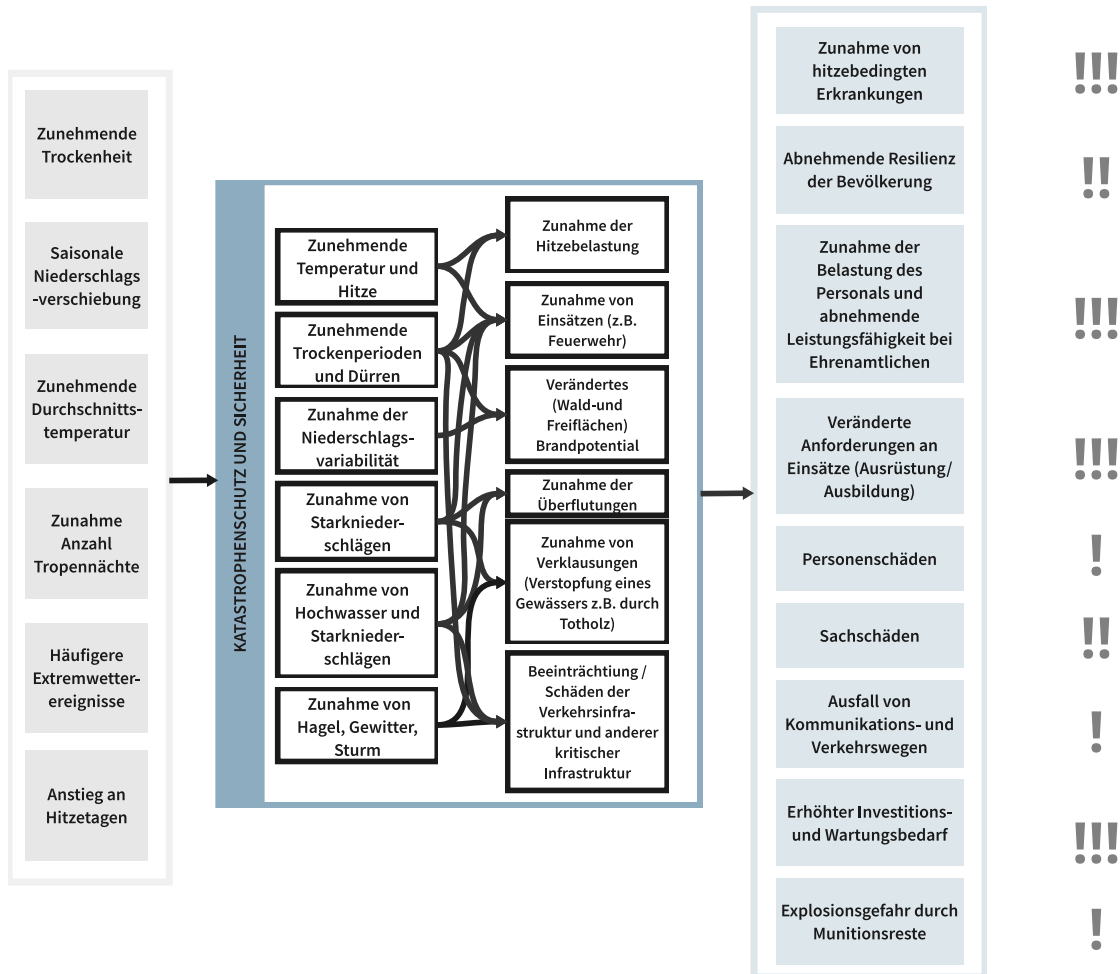 Zunehmende
Trockenheit
Saisonale
Niederschlags
-verschiebung
Zunehmende
Durchschnitts-
temperatur
Zunahme
Anzahl
Tropennächte
Häufigere
Extremwetter-
ereignisse
Anstieg an
Hitzetagen
KATASTROPHENSCHUTZ UND SICHERHEIT
Zunehmende
Temperatur und
Hitze
Zunehmende
Trockenperioden
und Dürren
Zunahme der
Niederschlags-
variabilität
Zunahme von
Starknieder-
schlägen
Zunahme von
Hochwasser und
Starknieder-
schlägen
Zunahme von
Hagel, Gewitter,
Sturm
Zunahme der
Hitzebelastung
Zunahme von
Einsätzen (z.B.
Feuerwehr)
Verändertes
(Wald-und
Freiflächen)
Brandpotential
Zunahme der
Überflutungen
Zunahme von
Verklausungen
(Verstopfung eines
Gewässers z.B. durch
Totholz)
Beeinträchtiung /
Schäden der
Verkehrsinfra-
struktur und anderer
kritischer
Infrastruktur
Zunahme von
hitzebedingten
Erkrankungen
!!!
Abnehmende Resilienz
der Bevölkerung
!!
Zunahme der
Belastung des
Personals und
abnehmende
Leistungsfähigkeit bei
Ehrenamtlichen
!!!
Veränderte
Anforderungen an
Einsätze (Ausrüstung/
Ausbildung)
!!!
Personenschäden
!
Sachschäden
!!
Ausfall von
Kommunikations- und
Verkehrswegen
!
Erhöhter Investitions-
und Wartungsbedarf
!!!
Explosionsgefahr durch
Munitionsreste
!